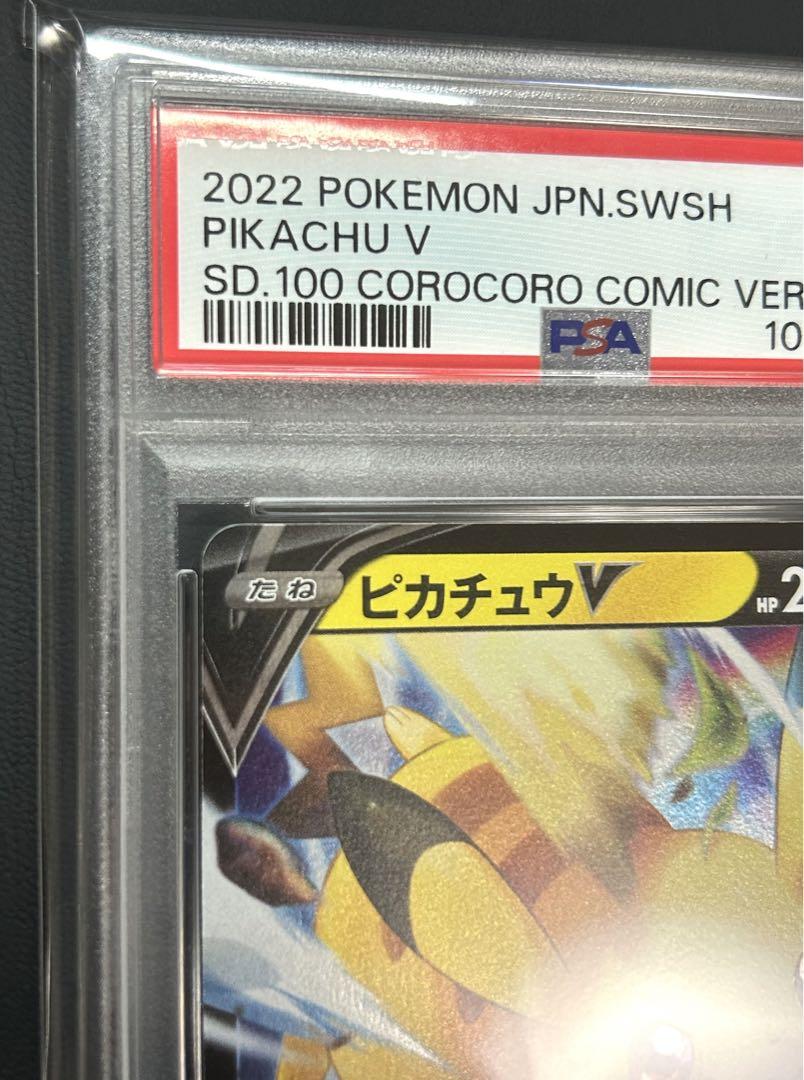 2022 POKEMON JPN.SWSH
PIKACHU V
SD.100 COROCORO COMIC VER
PSA
10
たね ピカチュウV HP 2